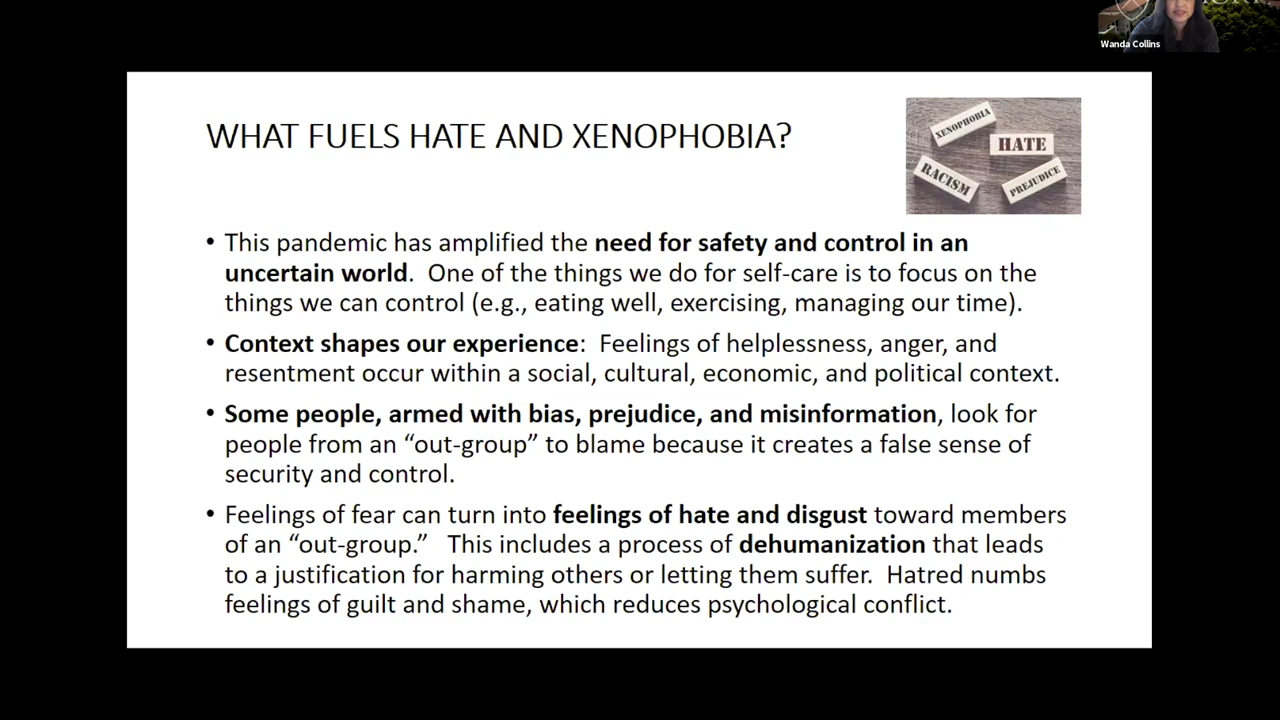 Wanda Collins
WHAT FUELS HATE AND XENOPHOBIA?
XENOPHOBIA
HATE
RACISM
PREJUDICE
• This pandemic has amplified the need for safety and control in an
uncertain world.  One of the things we do for self-care is to focus on the
things we can control (e.g., eating well, exercising, managing our time).
• Context shapes our experience:  Feelings of helplessness, anger, and
resentment occur within a social, cultural, economic, and political context.
• Some people, armed with bias, prejudice, and misinformation, look for
people from an “out-group” to blame because it creates a false sense of
security and control.
• Feelings of fear can turn into feelings of hate and disgust toward members
of an “out-group.”   This includes a process of dehumanization that leads
to a justification for harming others or letting them suffer.  Hatred numbs
feelings of guilt and shame, which reduces psychological conflict.